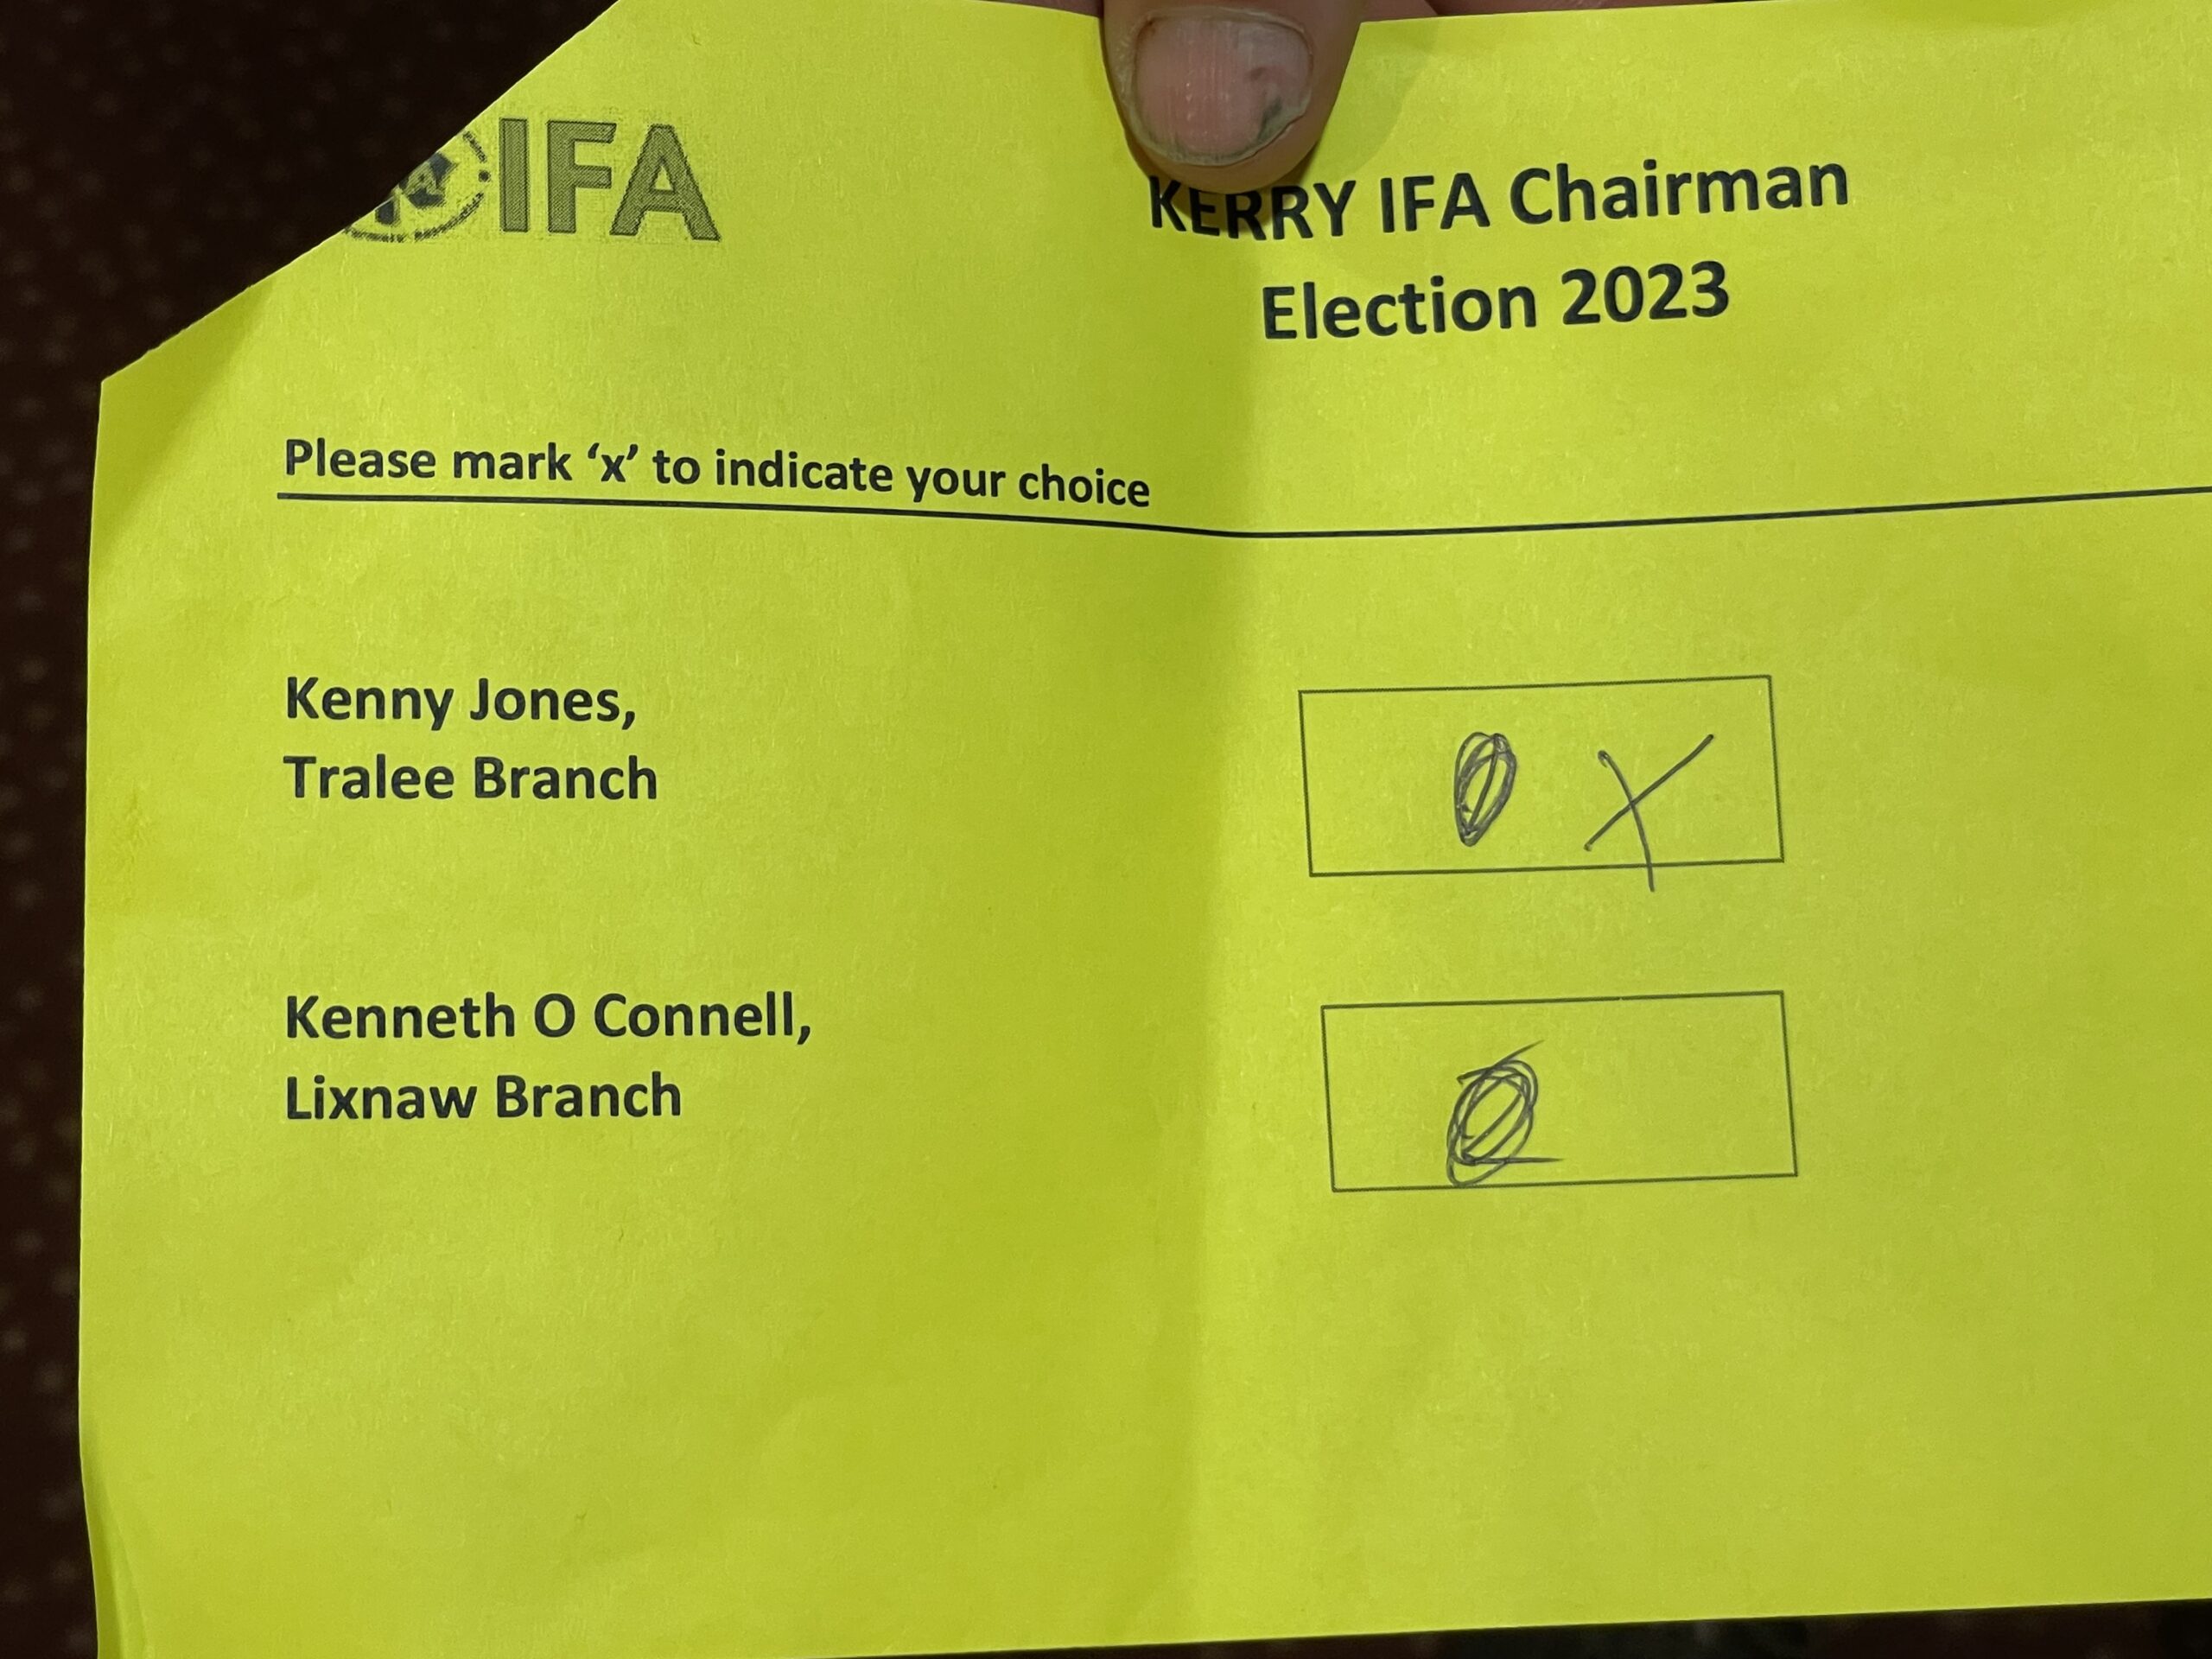 IFA
KERRY IFA Chairman
Election 2023
Please mark ‘x’ to indicate your choice
Kenny Jones,
Tralee Branch
X
Kenneth O Connell,
Lixnaw Branch